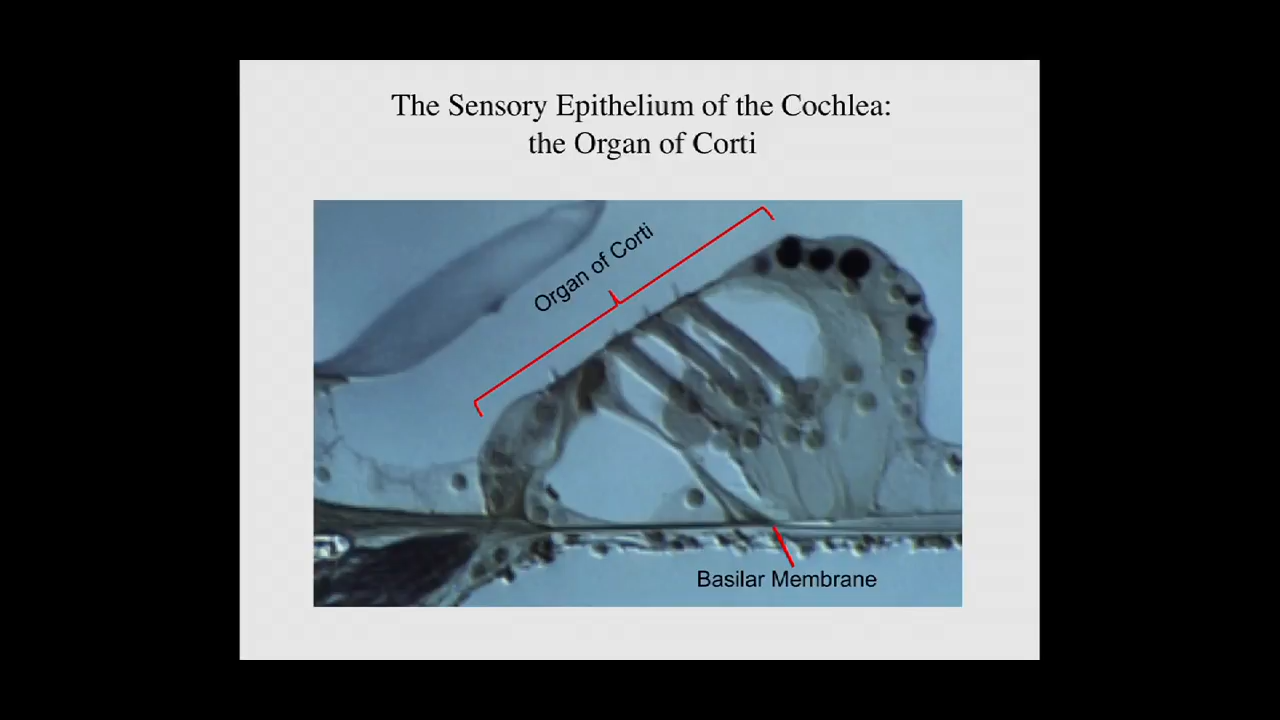 The Sensory Epithelium of the Cochlea:
the Organ of Corti
Organ of Corti
Basilar Membrane